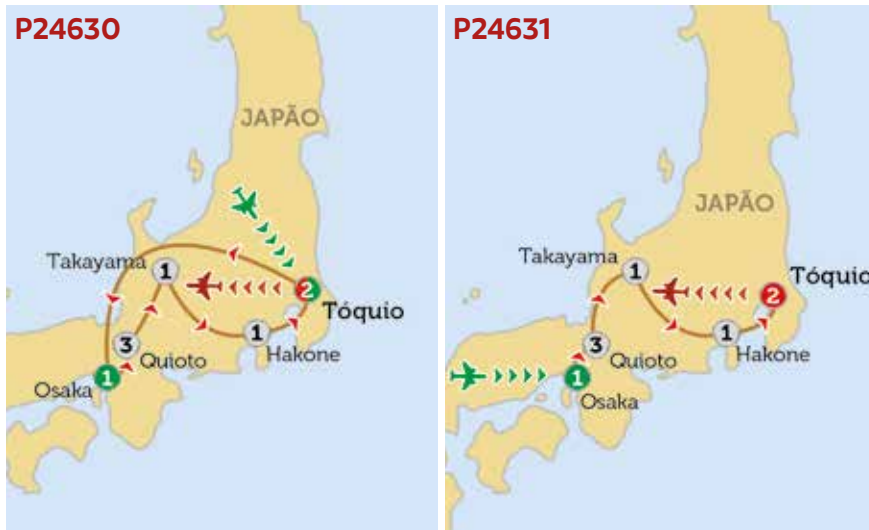 P24630
JAPÃO
Takayama
1
2
Tóquio
3
Quioto
1
Hakone
Osaka
1
P24631
JAPÃO
Takayama
1
Tóquio
2
3
Quioto
1
Hakone
1
Osaka